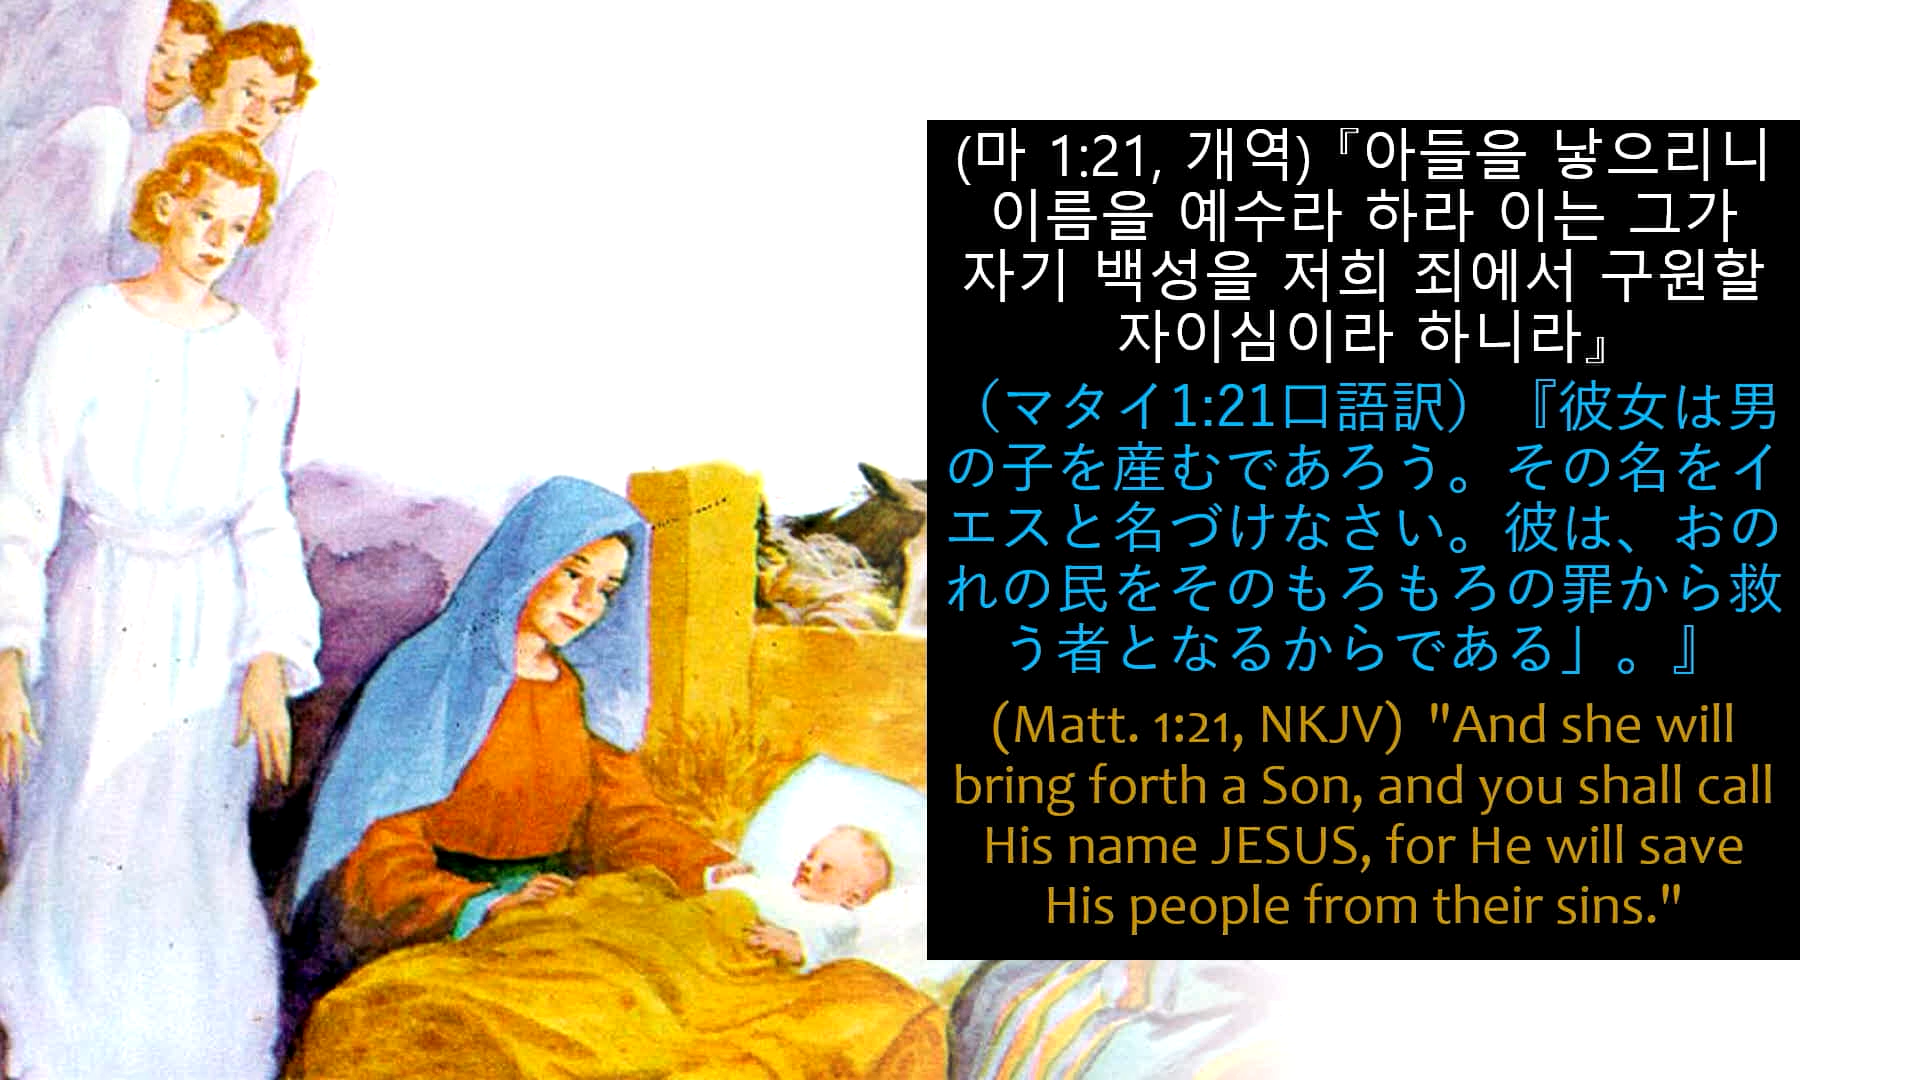 (마 1:21, 개역)『아들을 낳으리니
이름을 예수라 하라 이는 그가
자기 백성을 저희 죄에서 구원할
자이심이라 하니라』
（マタイ1:21口語訳）『彼女は男
の子を産むであろう。その名をイ
エスと名づけなさい。彼は、おの
れの民をそのもろもろの罪から救
う者となるからである」。』
(Matt. 1:21, NKJV) "And she will
bring forth a Son, and you shall call
His name JESUS, for He will save
His people from their sins."